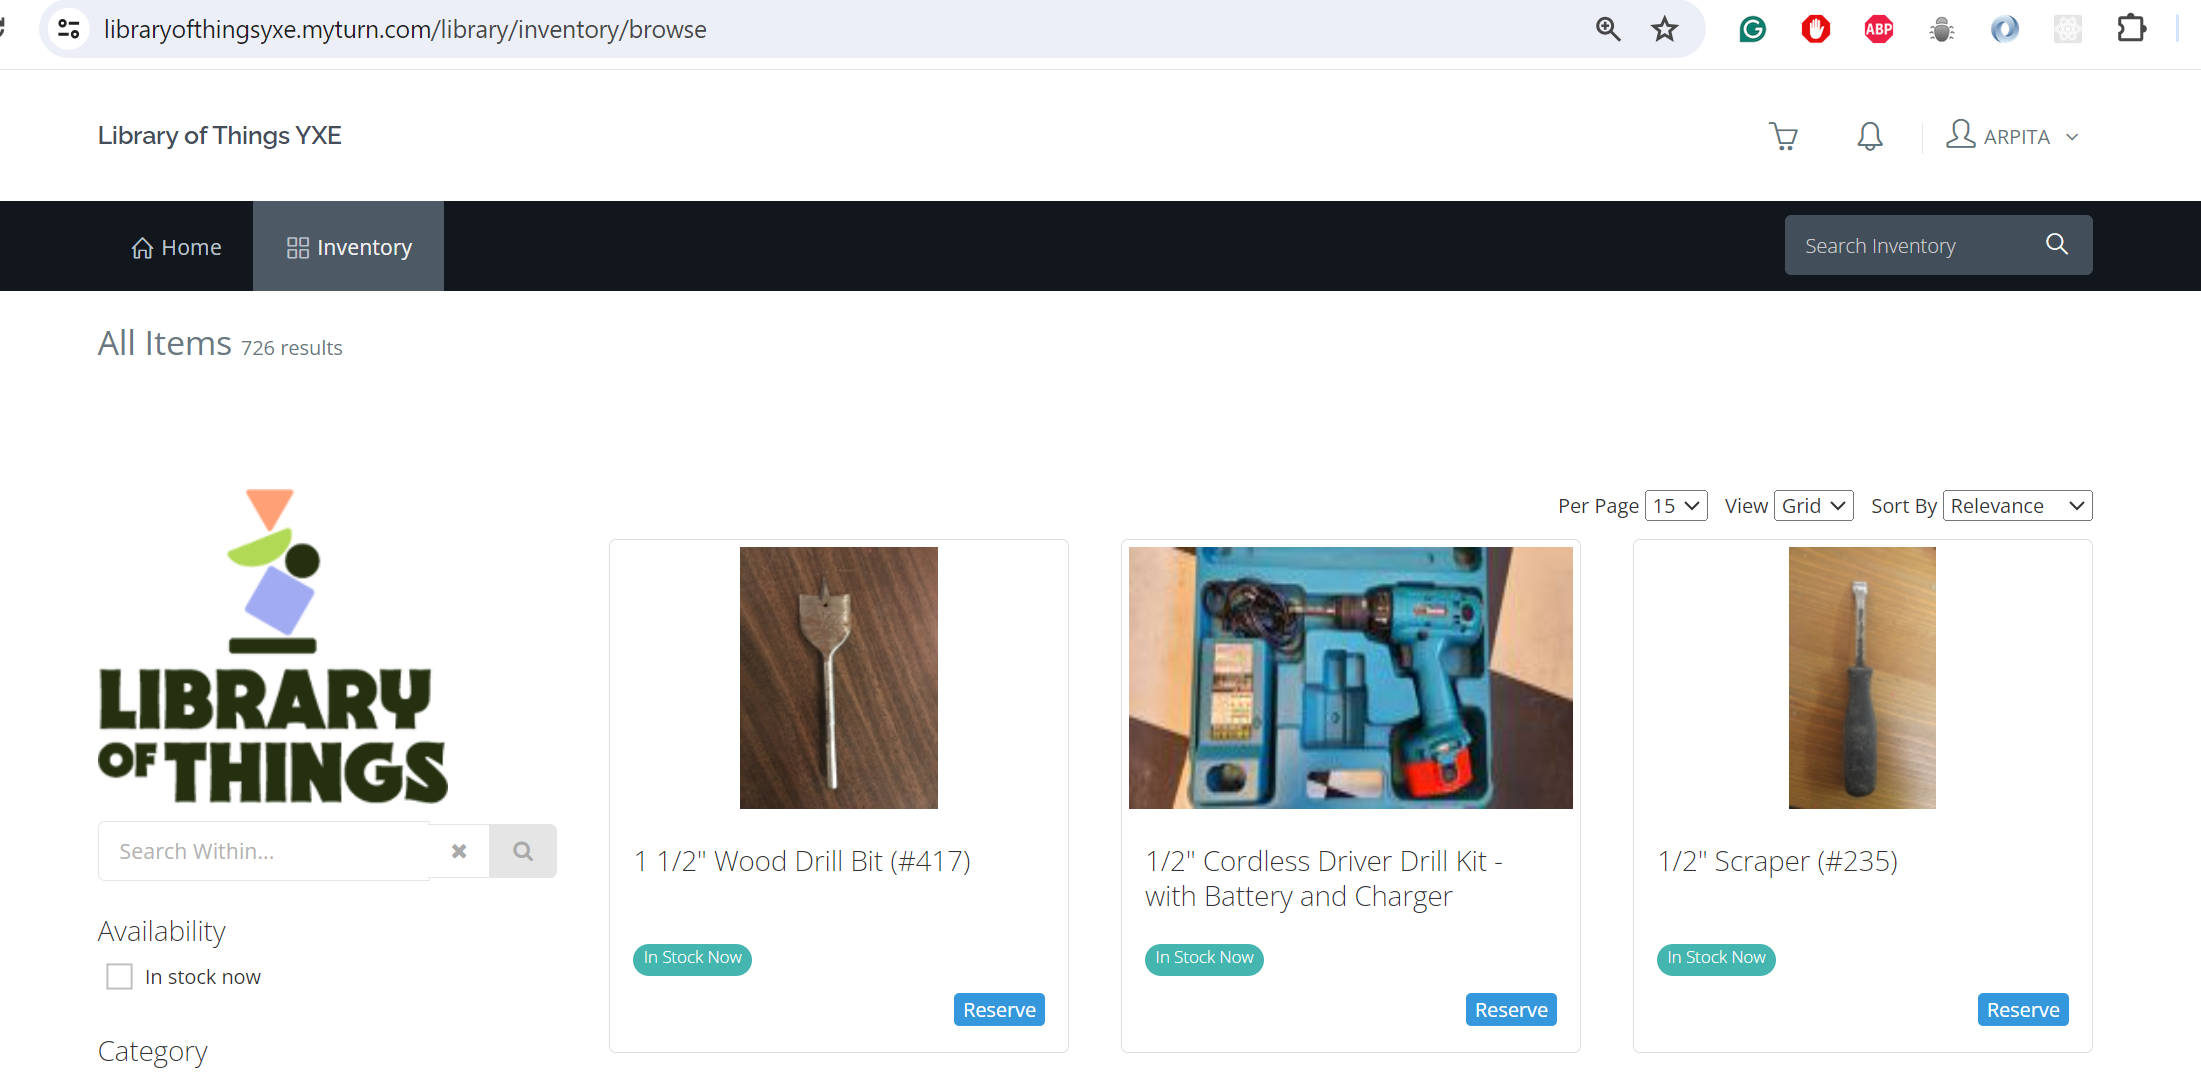 libraryofthingsyxe.myturn.com/library/inventory/browse
ABP
Library of Things YXE
ARPITA
Home
Inventory
Search Inventory
All Items 726 results
LIBRARY
OF THINGS
Per Page 15 View Grid Sort By Relevance
Search Within...
Availability
In stock now
Category
1 1/2" Wood Drill Bit (#417)
In Stock Now
Reserve
1/2" Cordless Driver Drill Kit -
with Battery and Charger
In Stock Now
Reserve
1/2" Scraper (#235)
In Stock Now
Reserve